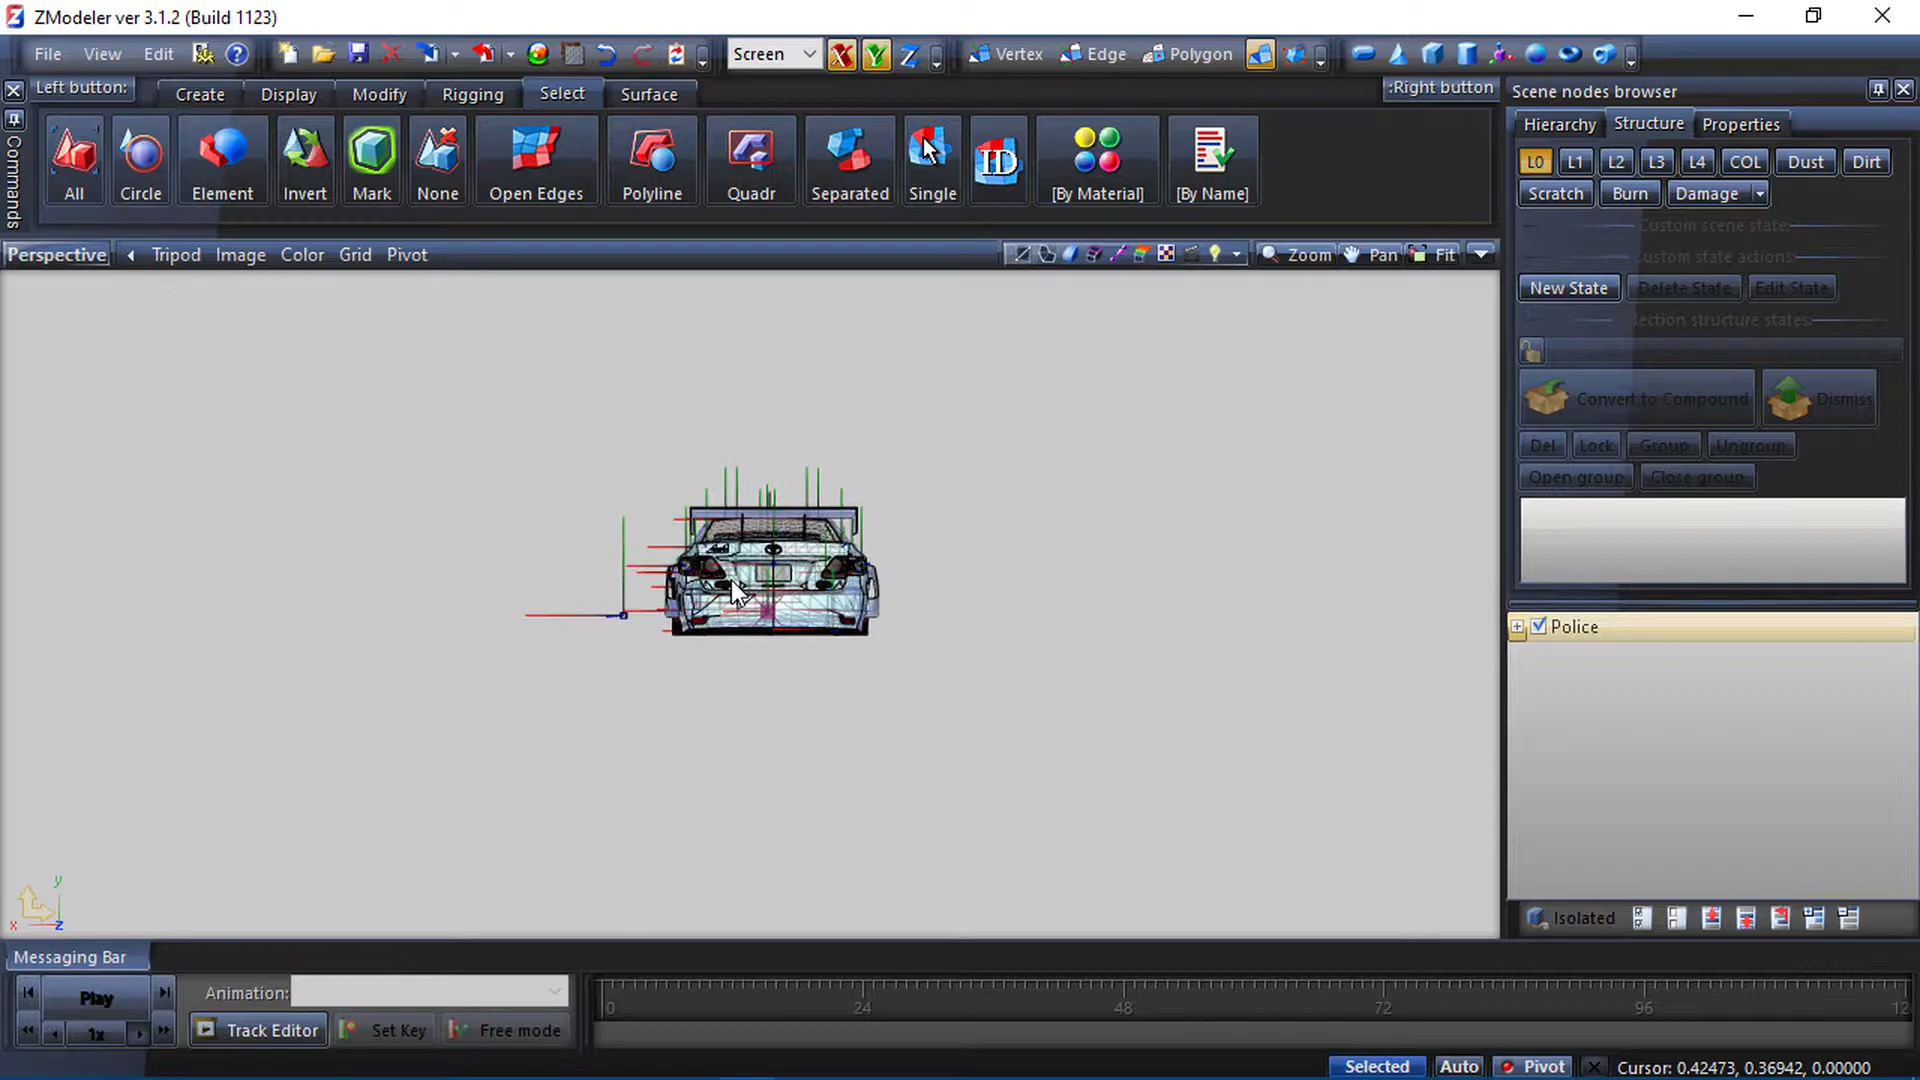 ZModeler ver 3.1.2 (Build 1123)
File View Edit Screen X Y Z Vertex Edge Polygon
Left button: Create Display Modify Rigging Select Surface :Right button
Commands
All Circle Element Invert Mark None Open Edges Polyline Quadr Separated Single ID [By Material] [By Name]
Perspective Tripod Image Color Grid Pivot Zoom Pan Fit
Scene nodes browser
Hierarchy Structure Properties
L0 L1 L2 L3 L4 COL Dust Dirt
Scratch Burn Damage
Custom scene state:
Custom state actions:
New State Delete State Edit State
lection structure states:
Convert to Compound Dismiss
Del Lock Group Ungroup
Open group Close group
Police
Isolated
y
x z
Messaging Bar
Play Animation:
1x Track Editor Set Key Free mode
0 24 48 72 96 12
Selected Auto Pivot Cursor: 0.42473, 0.36942, 0.00000